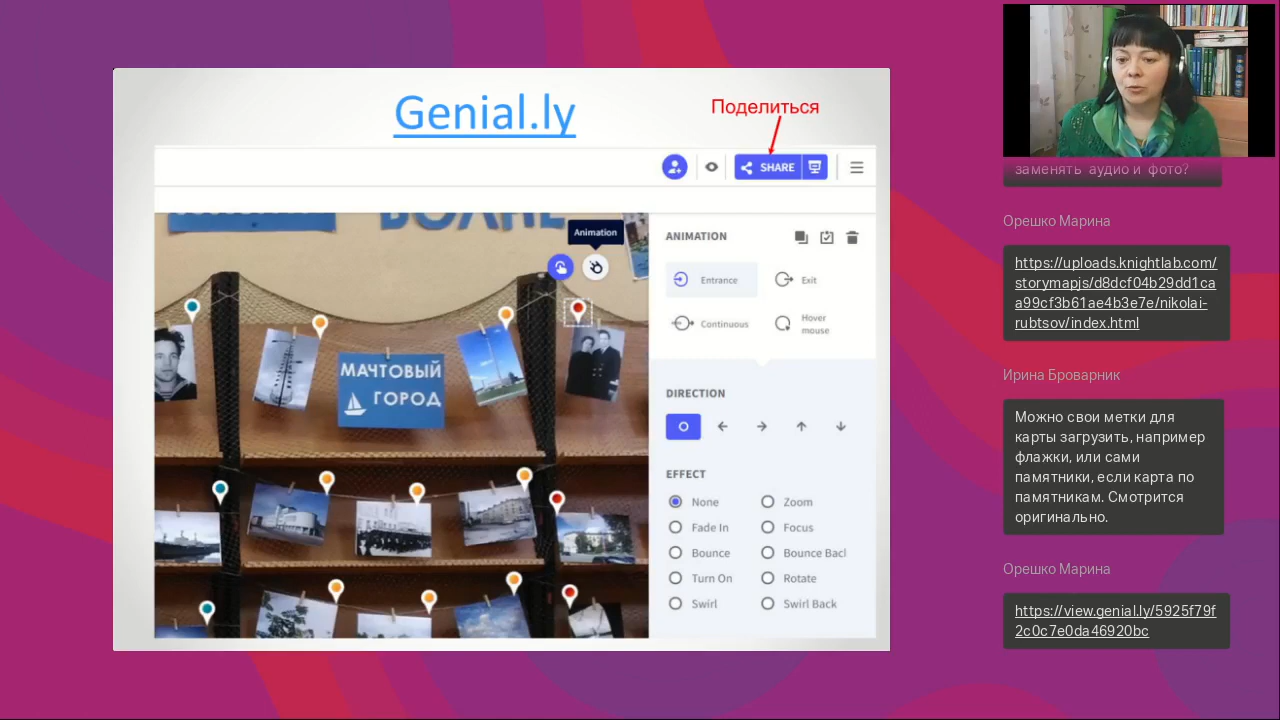 Genial.ly
Поделиться
SHARE
Animation
ANIMATION
Entrance
Exit
Continuous
Hover
mouse
МАЧТОВЫЙ
ГОРОД
DIRECTION
EFFECT
None
Zoom
Fade In
Focus
Bounce
Bounce Back
Turn On
Rotate
Swirl
Swirl Back
заменять аудио и фото?
Орешко Марина
https://uploads.knightlab.com/
storymapjs/d8dcf04b29dd1ca
a99cf3b61ae4b3e7e/nikolai-
rubtsov/index.html
Ирина Броварник
Можно свои метки для
карты загрузить, например
флажки, или сами
памятники, если карта по
памятникам. Смотрится
оригинально.
Орешко Марина
https://view.genial.ly/5925f79f
2c0c7e0da46920bc